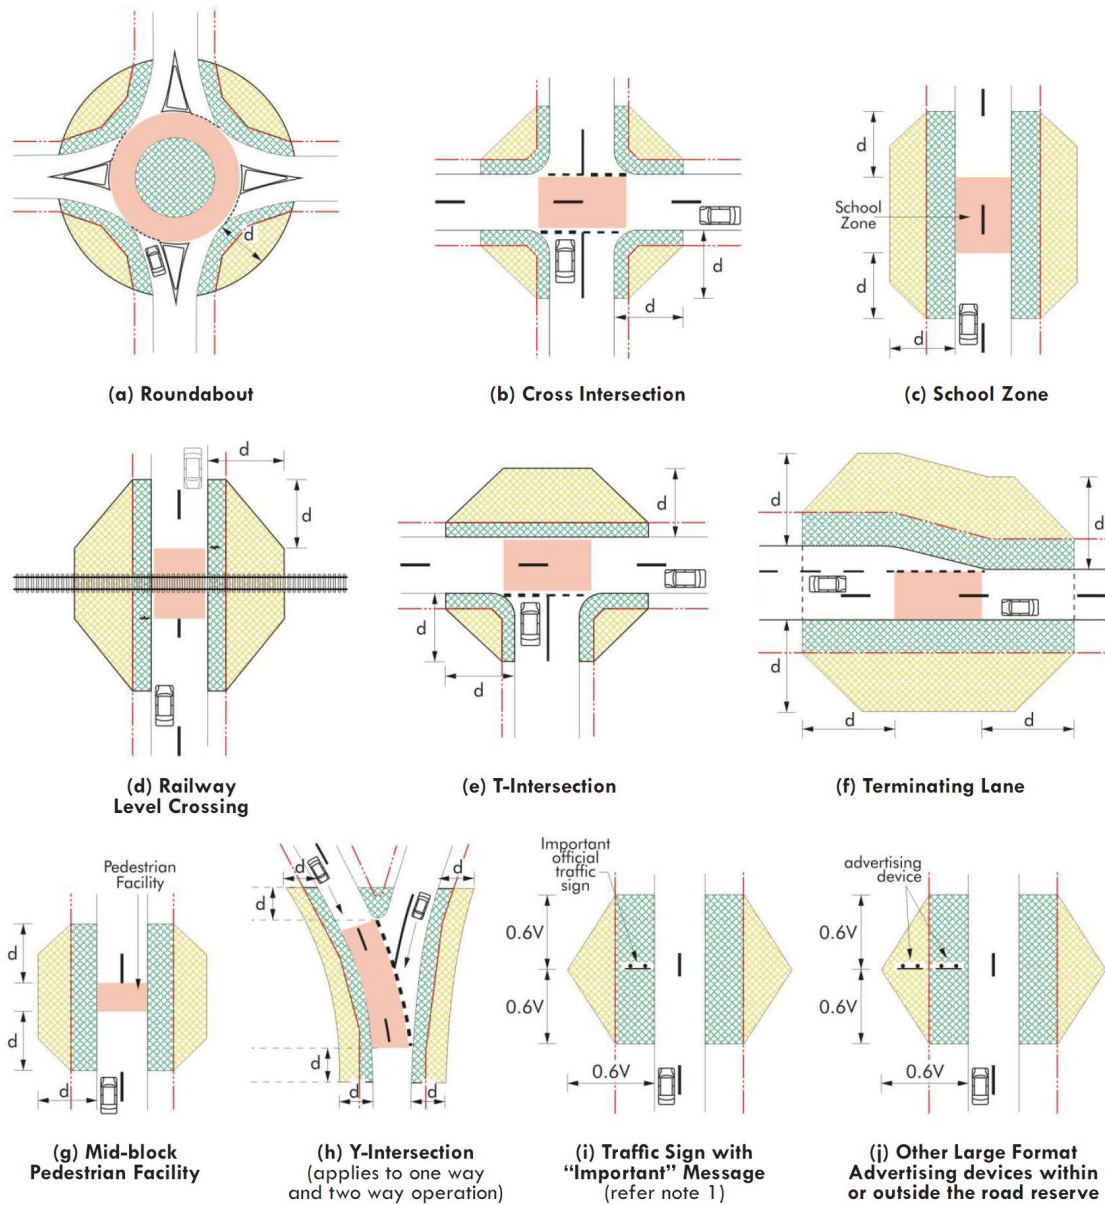 d
(a) Roundabout
d
d
(b) Cross Intersection
d
School
Zone
d
d
(c) School Zone
d
d
(d) Railway
Level Crossing
d
d
d
(e) T-Intersection
d
d
d
d
d
(f) Terminating Lane
Pedestrian
Facility
d
d
d
(g) Mid-block
Pedestrian Facility
d
d
d
d
d
d
(h) Y-Intersection
(applies to one way
and two way operation)
Important
official
traffic
sign
0.6V
0.6V
0.6V
(i) Traffic Sign with
“Important” Message
(refer note 1)
advertising
device
0.6V
0.6V
0.6V
(j) Other Large Format
Advertising devices within
or outside the road reserve